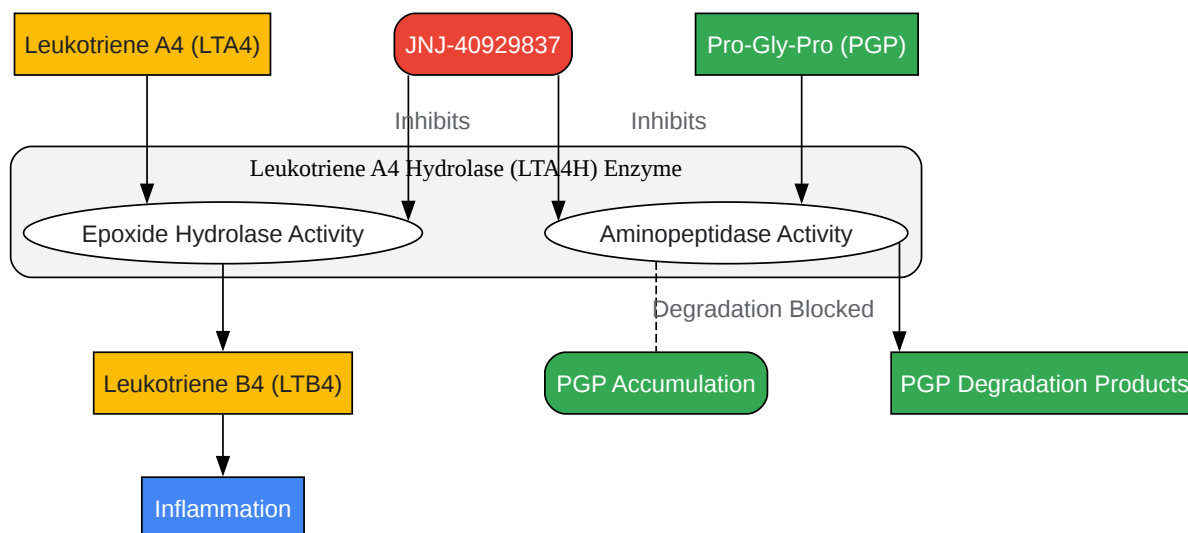 Leukotriene A4 (LTA4)
JNJ-40929837
Pro-Gly-Pro (PGP)
Inhibits
Inhibits
Leukotriene A4 Hydrolase (LTA4H) Enzyme
Epoxide Hydrolase Activity
Aminopeptidase Activity
Degradation Blocked
Leukotriene B4 (LTB4)
PGP Accumulation
PGP Degradation Products
Inflammation